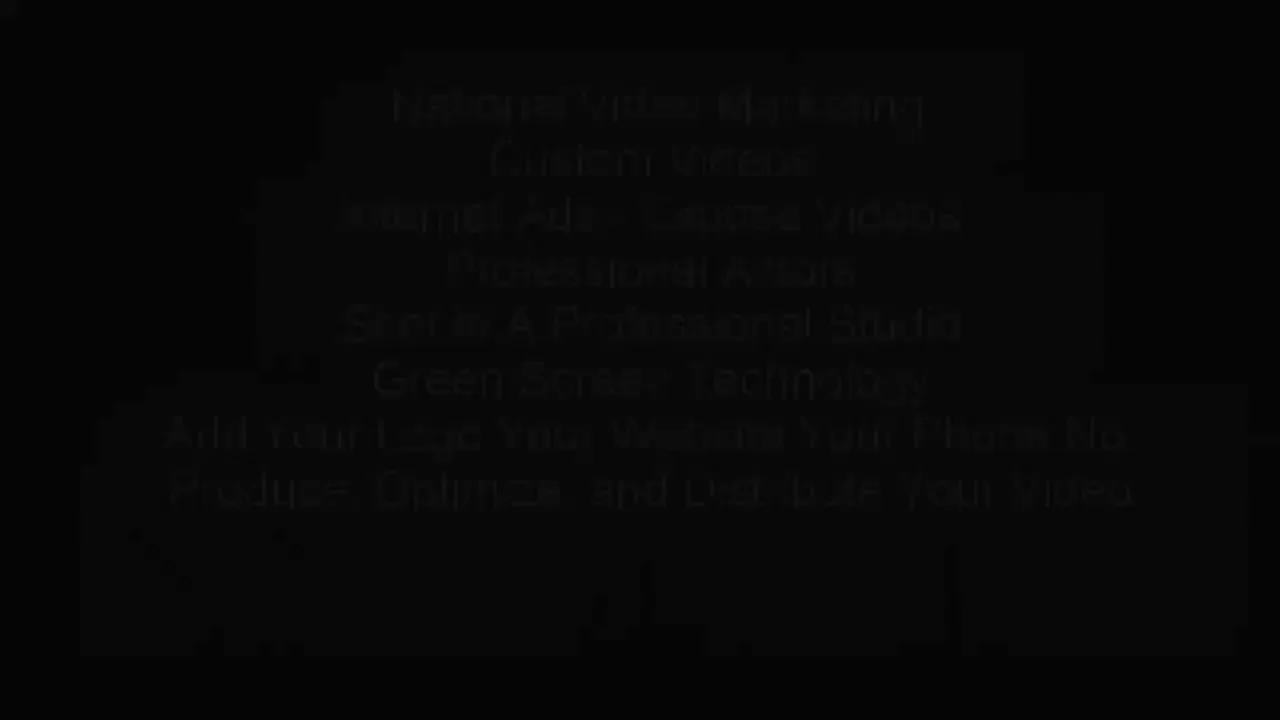 National Video Marketing
Custom Videos
Internet Ads - Videos
Professional Actors
Shot in A Professional Studio
Green Screen Technology
Add Your Logo Your Website Your Phone No.
Produce, Optimize, and Distribute Your Video